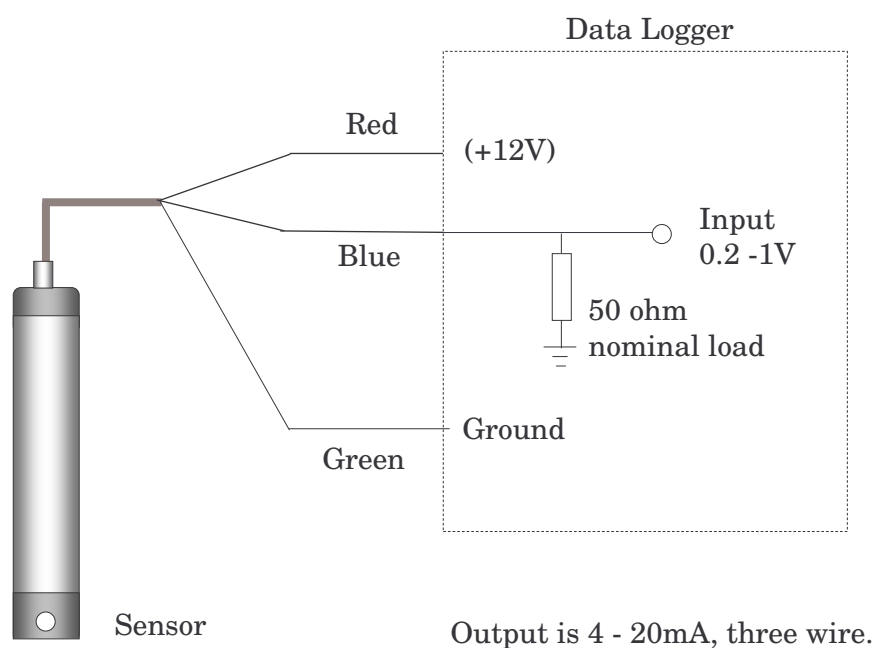 Data Logger
Red
(+12V)
Input
0.2 -1V
Blue
50 ohm
nominal load
Ground
Green
Sensor
Output is 4 - 20mA, three wire.